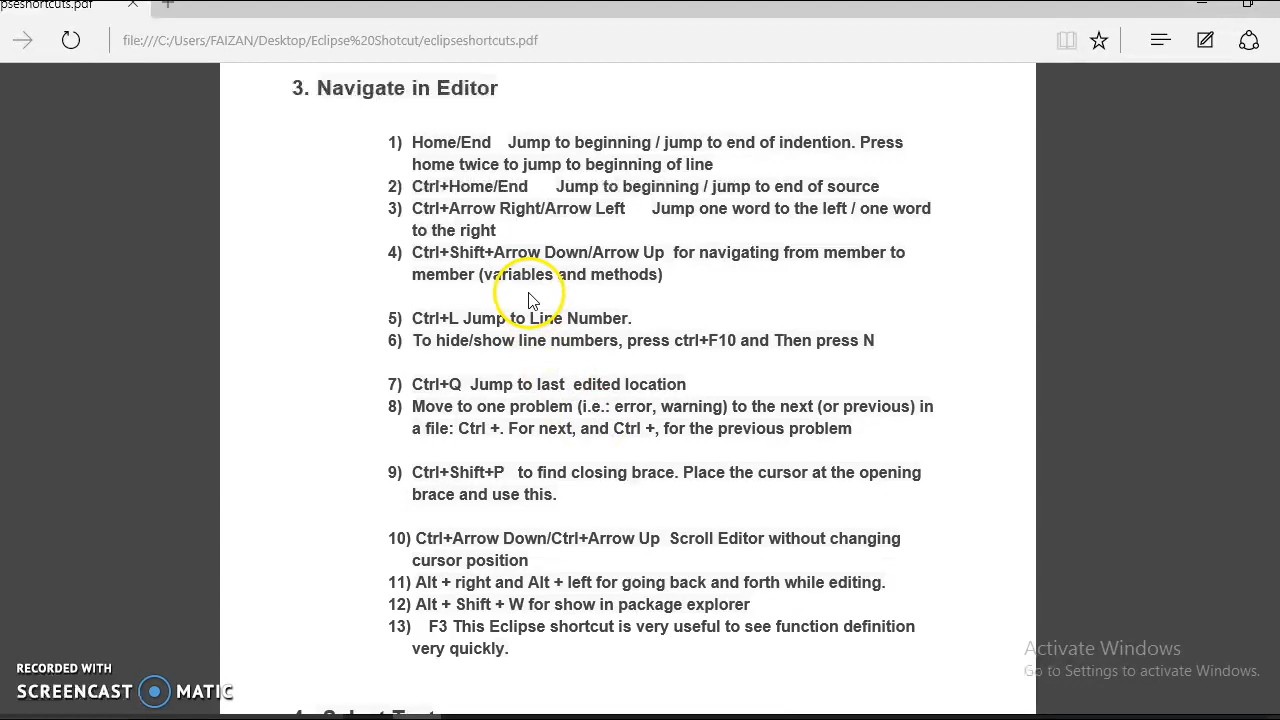 pseshortcuts.pdf
file:///C:/Users/FAIZAN/Desktop/Eclipse%20Shotcut/eclipseshortcuts.pdf
3. Navigate in Editor
1) Home/End Jump to beginning / jump to end of indention. Press
home twice to jump to beginning of line
2) Ctrl+Home/End Jump to beginning / jump to end of source
3) Ctrl+Arrow Right/Arrow Left Jump one word to the left / one word
to the right
4) Ctrl+Shift+Arrow Down/Arrow Up for navigating from member to
member (variables and methods)
5) Ctrl+L Jump to Line Number.
6) To hide/show line numbers, press ctrl+F10 and Then press N
7) Ctrl+Q Jump to last edited location
8) Move to one problem (i.e.: error, warning) to the next (or previous) in
a file: Ctrl +. For next, and Ctrl +, for the previous problem
9) Ctrl+Shift+P to find closing brace. Place the cursor at the opening
brace and use this.
10) Ctrl+Arrow Down/Ctrl+Arrow Up Scroll Editor without changing
cursor position
11) Alt + right and Alt + left for going back and forth while editing.
12) Alt + Shift + W for show in package explorer
13) F3 This Eclipse shortcut is very useful to see function definition
very quickly.
4. Select Text
Activate Windows
Go to Settings to activate Windows.
RECORDED WITH
SCREENCAST MATIC